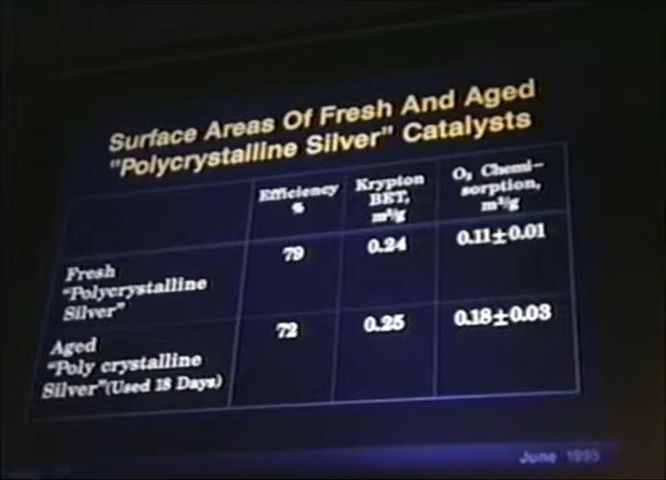 Surface Areas Of Fresh And Aged
"Polycrystalline Silver" Catalysts
Efficiency
%
Krypton
BET,
m²/g
O₂ Chemi-
sorption,
m²/g
Fresh
"Polycrystalline
Silver"
79
0.24
0.11±0.01
Aged
"Poly crystalline
Silver"(Used 18 Days)
72
0.25
0.18±0.03
June 1995